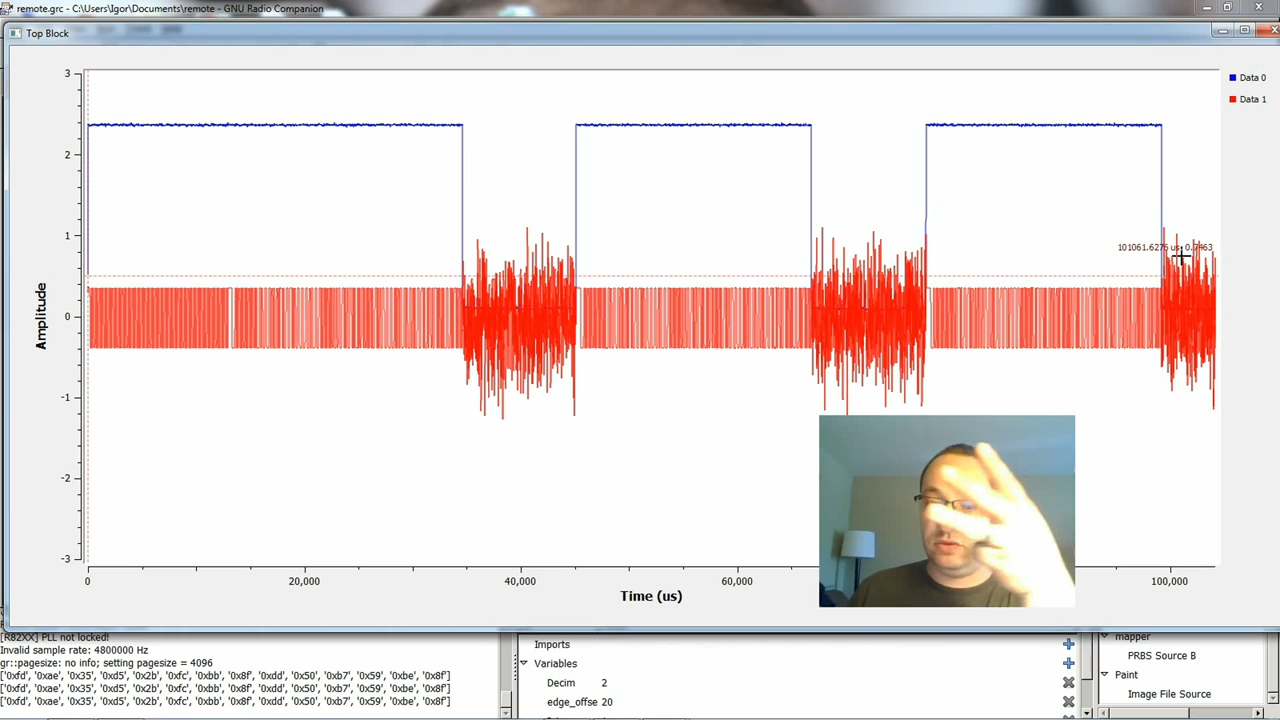 remote.grc - C:\Users\Igor\Documents\remote - GNU Radio Companion
Top Block
3
2
1
0
-1
-2
-3
Amplitude
Data 0
Data 1
0
20,000
40,000
60,000
100,000
Time (us)
[R82XX] PLL not locked!
Invalid sample rate: 4800000 Hz
gr::pagesize: no info; setting pagesize = 4096
['0xfd', '0xae', '0x35', '0xd5', '0x2b', '0xfc', '0xbb', '0x8f', '0xdd', '0x50', '0xb7', '0x59', '0xbe', '0x8f']
['0xfd', '0xae', '0x35', '0xd5', '0x2b', '0xfc', '0xbb', '0x8f', '0xdd', '0x50', '0xb7', '0x59', '0xbe', '0x8f']
['0xfd', '0xae', '0x35', '0xd5', '0x2b', '0xfc', '0xbb', '0x8f', '0xdd', '0x50', '0xb7', '0x59', '0xbe', '0x8f']
Imports
Variables
Decim 2
edge_offse 20
mapper
PRBS Source B
Paint
Image File Source